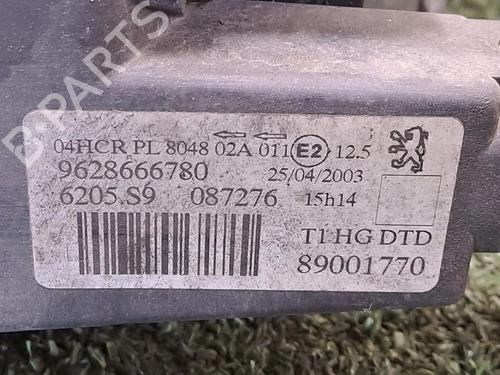 B-PARTS
04HCR PL 8048 02A 011 E2 12.5
9628666780 25/04/2003
6205.S9 087276 15h14
T1 HG DTD
89001770